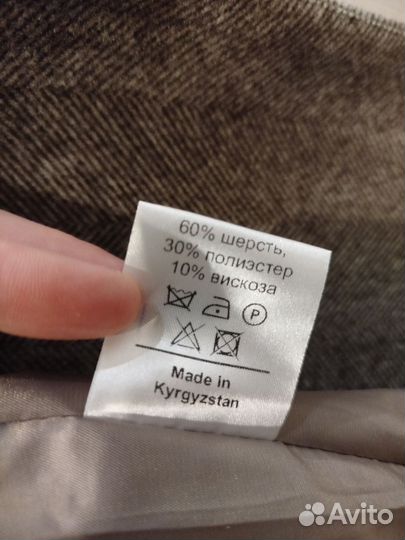 60% шерсть,
30% полиэстер
10% вискоза
P
Made in
Kyrgyzstan
Avito